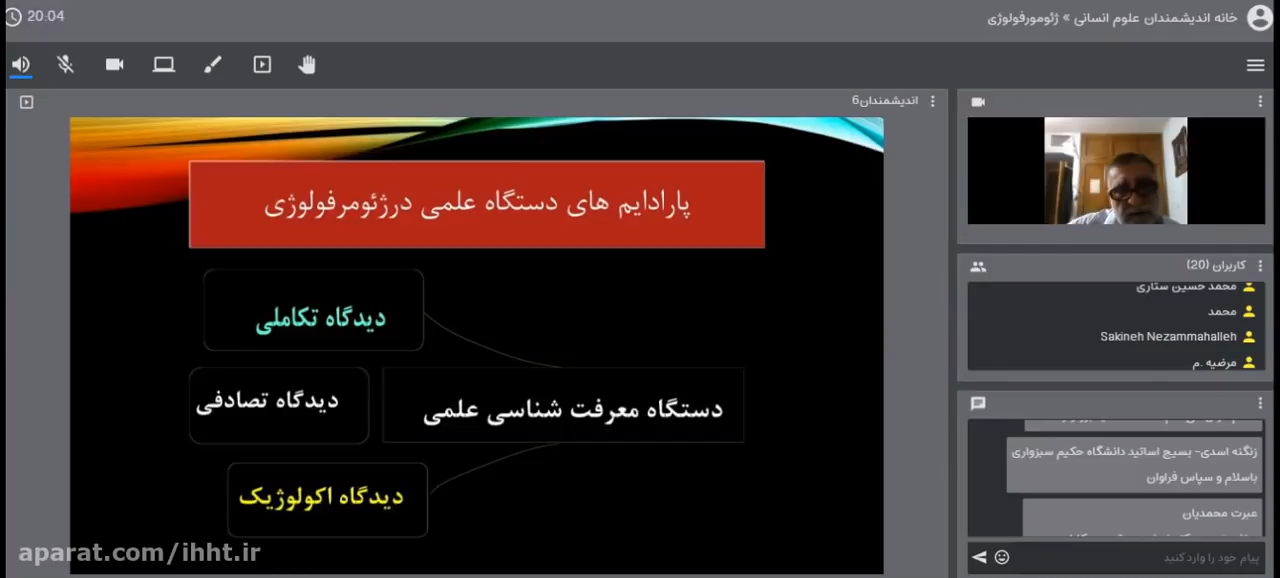 20:04
خانه اندیشمندان علوم انسانی » ژئومورفولوژی
اندیشمندان6
پارادایم های دستگاه علمی درژئومرفولوژی
دیدگاه تکاملی
دیدگاه تصادفی
دستگاه معرفت شناسی علمی
دیدگاه اکولوژیک
aparat.com/ihht.ir
کاربران (20)
محمد حسین ستاری
محمد
Sakineh Nezammahalleh
مرضیه .م
زنگنه اسدی- بسیج اساتید دانشگاه حکیم سبزواری
باسلام و سپاس فراوان
عبرت محمدیان
پیام خود را وارد کنید